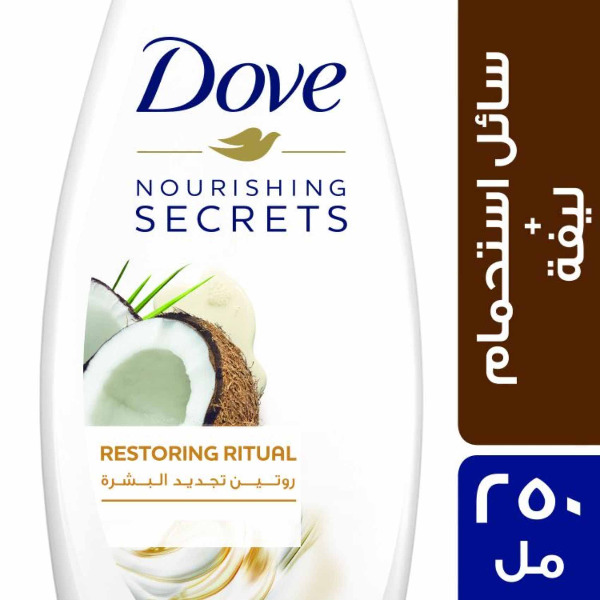 Dove
NOURISHING
SECRETS
RESTORING RITUAL
روتين تجديد البشرة
سائل استحمام
+
ليفة
٢٥٠
مل